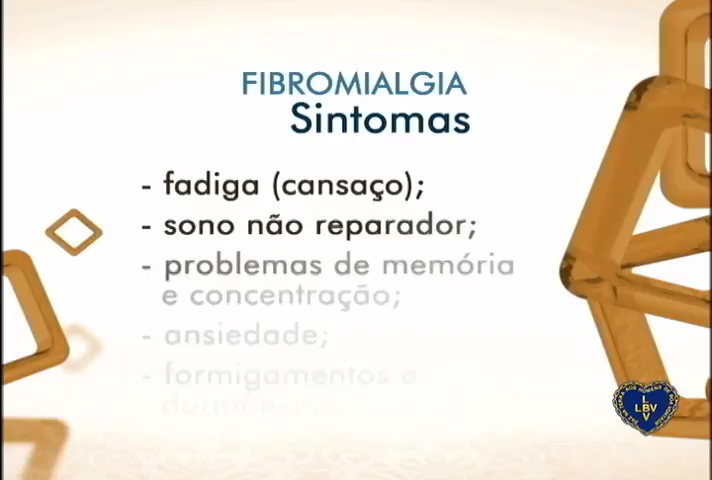 FIBROMIALGIA
Sintomas
- fadiga (cansaço);
- sono não reparador;
- problemas de memória
e concentração;
- ansiedade;
- formigamentos e
LBV